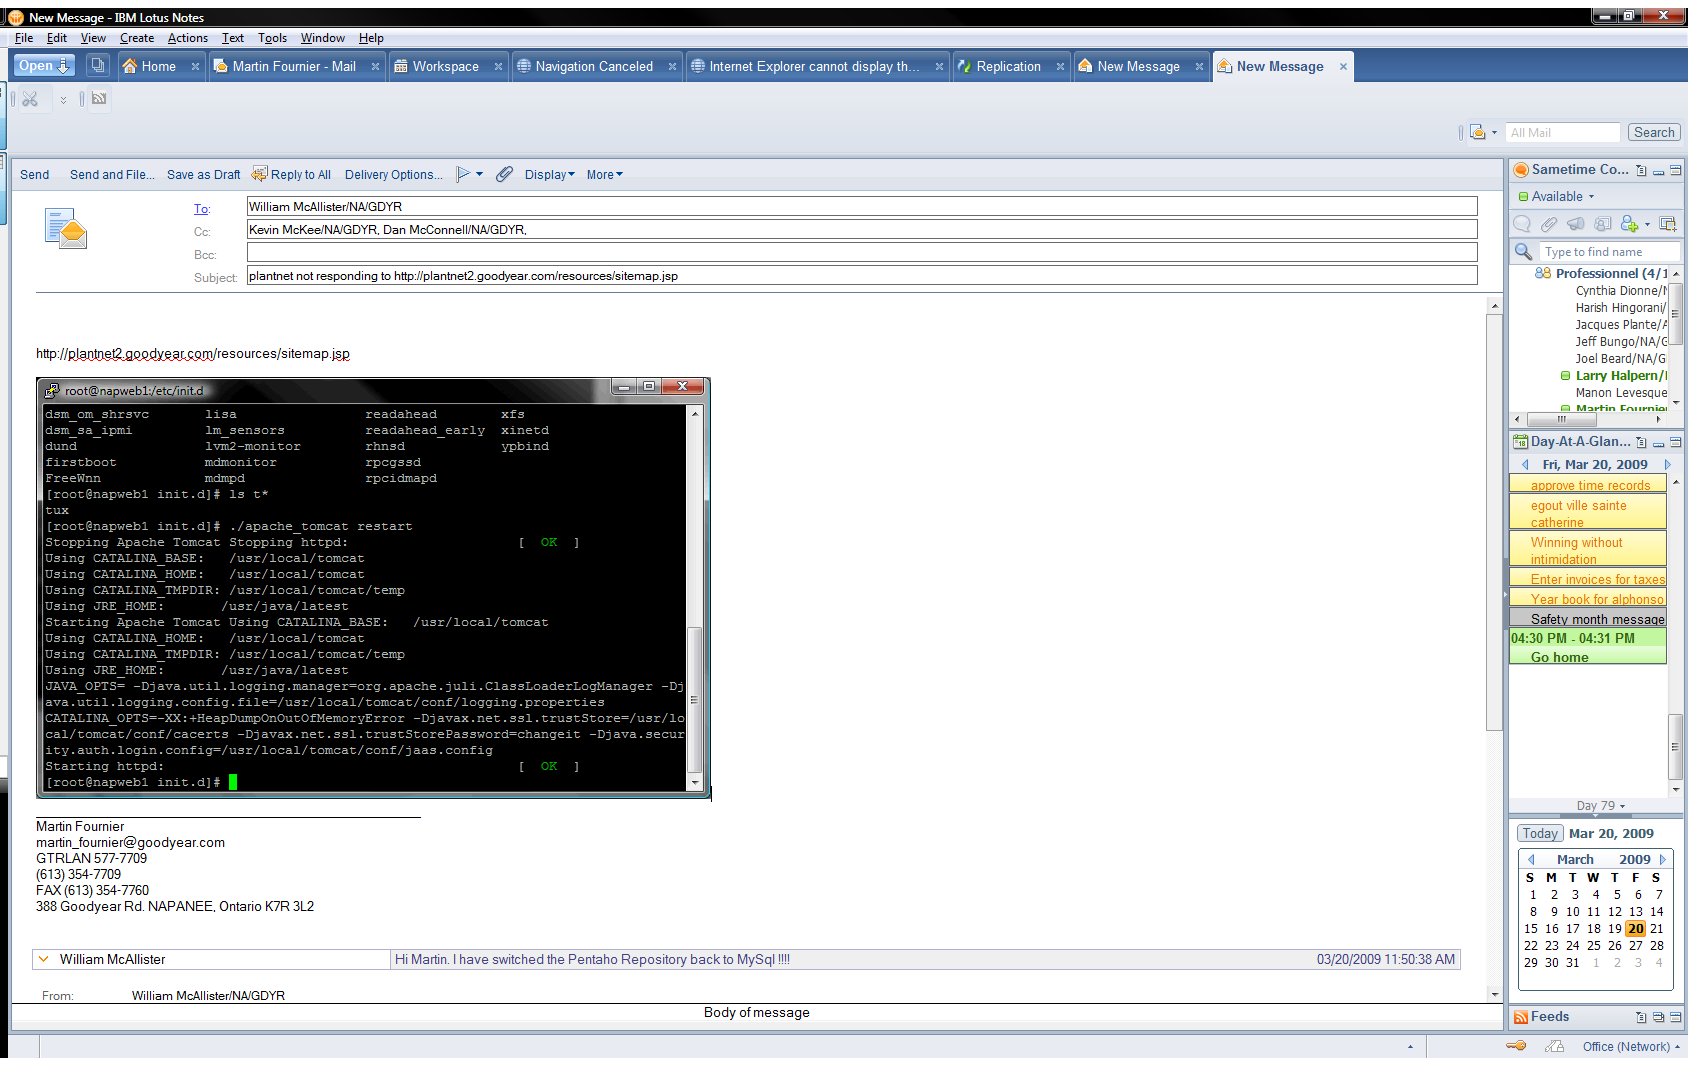 New Message - IBM Lotus Notes
File Edit View Create Actions Text Tools Window Help
Open Home Martin Fournier - Mail Workspace Navigation Canceled Internet Explorer cannot display th... Replication New Message New Message
All Mail Search
Send Send and File... Save as Draft Reply to All Delivery Options... Display More
To: William McAllister/NA/GDYR
Cc: Kevin McKee/NA/GDYR, Dan McConnell/NA/GDYR,
Bcc:
Subject: plantnet not responding to http://plantnet2.goodyear.com/resources/sitemap.jsp
http://plantnet2.goodyear.com/resources/sitemap.jsp
root@napweb1:/etc/init.d
dsm_om_shrsvc lisa readahead xfs
dsm_sa_ipmi lm_sensors readahead_early xinetd
dund lvm2-monitor rhnsd ypbind
firstboot mdmonitor rpcgssd
FreeWnn mdmpd rpcidmapd
[root@napweb1 init.d]# ls t*
tux
[root@napweb1 init.d]# ./apache_tomcat restart
Stopping Apache Tomcat Stopping httpd: [ OK ]
Using CATALINA_BASE: /usr/local/tomcat
Using CATALINA_HOME: /usr/local/tomcat
Using CATALINA_TMPDIR: /usr/local/tomcat/temp
Using JRE_HOME: /usr/java/latest
Starting Apache Tomcat Using CATALINA_BASE: /usr/local/tomcat
Using CATALINA_HOME: /usr/local/tomcat
Using CATALINA_TMPDIR: /usr/local/tomcat/temp
Using JRE_HOME: /usr/java/latest
JAVA_OPTS= -Djava.util.logging.manager=org.apache.juli.ClassLoaderLogManager -Dj
ava.util.logging.config.file=/usr/local/tomcat/conf/logging.properties
CATALINA_OPTS=-XX:+HeapDumpOnOutOfMemoryError -Djavax.net.ssl.trustStore=/usr/lo
cal/tomcat/conf/cacerts -Djavax.net.ssl.trustStorePassword=changeit -Djava.secur
ity.auth.login.config=/usr/local/tomcat/conf/jaas.config
Starting httpd: [ OK ]
[root@napweb1 init.d]#
Martin Fournier
martin_fournier@goodyear.com
GTRLAN 577-7709
(613) 354-7709
FAX (613) 354-7760
388 Goodyear Rd. NAPANEE, Ontario K7R 3L2
William McAllister Hi Martin. I have switched the Pentaho Repository back to MySql !!!! 03/20/2009 11:50:38 AM
From: William McAllister/NA/GDYR
Body of message
Sametime Co...
Available
Type to find name
Professionnel (4/1
Cynthia Dionne/N
Harish Hingorani/
Jacques Plante/A
Jeff Bungo/NA/G
Joel Beard/NA/G
Larry Halpern/
Manon Levesque
Martin Fournie
Day-At-A-Glan...
Fri, Mar 20, 2009
approve time records
egout ville sainte
catherine
Winning without
intimidation
Enter invoices for taxes
Year book for alphonso
Safety month message
04:30 PM - 04:31 PM
Go home
Day 79
Today Mar 20, 2009
March 2009
S M T W T F S
1 2 3 4 5 6 7
8 9 10 11 12 13 14
15 16 17 18 19 20 21
22 23 24 25 26 27 28
29 30 31 1 2 3 4
Feeds
Office (Network)